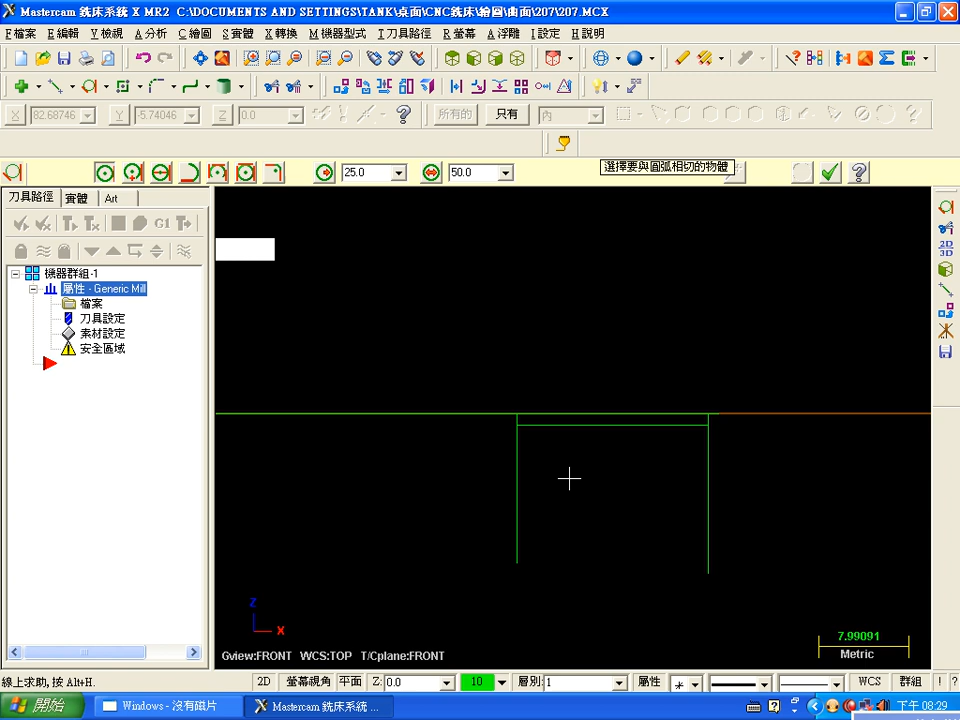 Mastercam 銑床系統 X MR2 C:\DOCUMENTS AND SETTINGS\TANK\桌面\CNC銑床\繪圖\曲面\207\207.MCX
F檔案 E編輯 V檢視 A分析 C繪圖 S實體 X轉換 M機器型式 I刀具路徑 R螢幕 A浮雕 I設定 H說明
X 82.68746 Y -5.74046 Z 0.0 所有的 只有 內
25.0 50.0 選擇要與圓弧相切的物體
刀具路徑 實體 Art
G1
2D
3D
機器群組-1
屬性 - Generic Mill
檔案
刀具設定
素材設定
安全區域
Z
X
7.99091
Metric
Gview:FRONT WCS:TOP T/Cplane:FRONT
線上求助, 按 Alt+H.
2D 螢幕視角 平面 Z: 0.0 10 層別: 1 屬性 WCS 群組 ! ?
開始 Windows - 沒有磁片 Mastercam 銑床系統 ... 下午 08:29